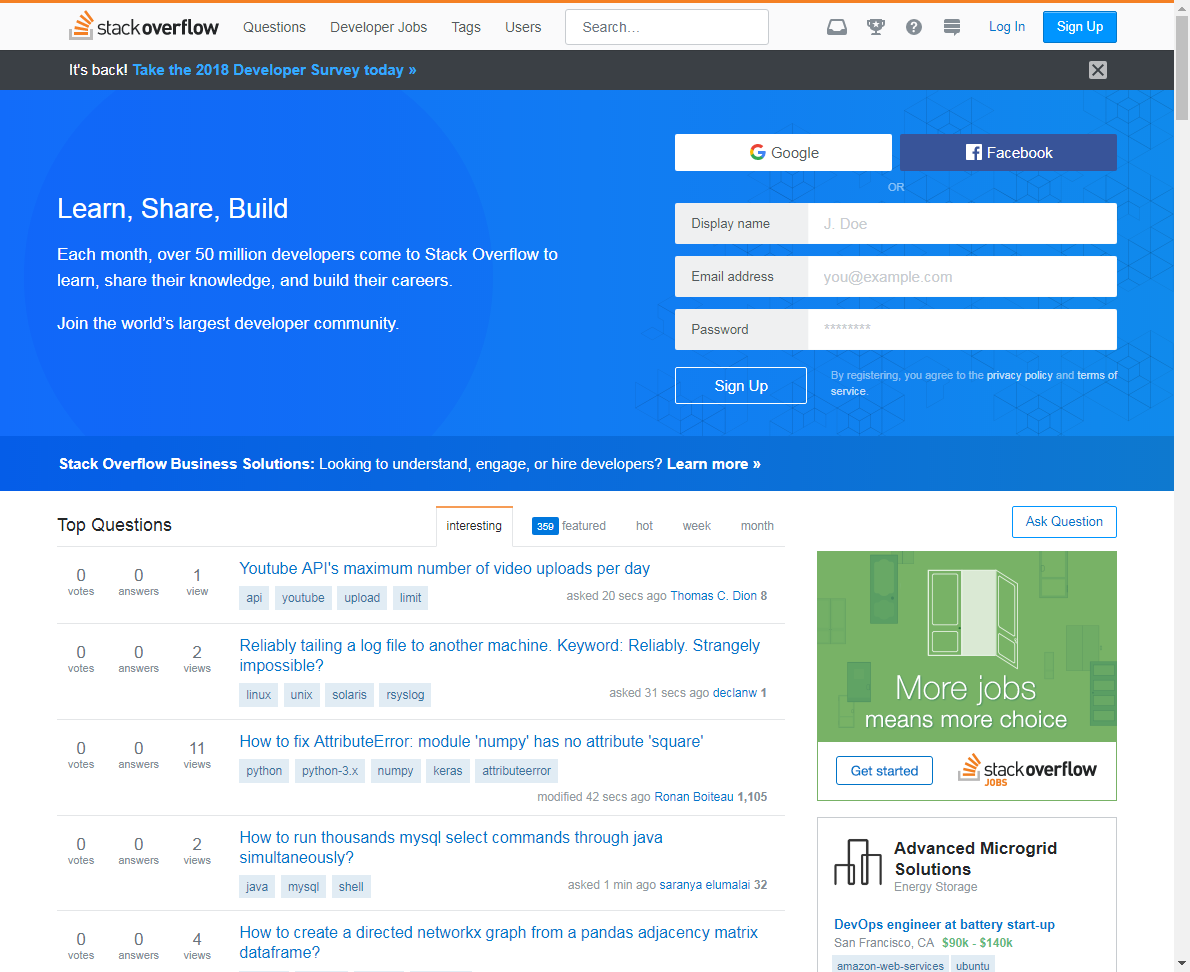 stackoverflow Questions Developer Jobs Tags Users Search... Log In Sign Up
It's back! Take the 2018 Developer Survey today »
Google Facebook
OR
Learn, Share, Build
Each month, over 50 million developers come to Stack Overflow to
learn, share their knowledge, and build their careers.
Join the world's largest developer community.
Display name J. Doe
Email address you@example.com
Password ********
Sign Up
By registering, you agree to the privacy policy and terms of
service.
Stack Overflow Business Solutions: Looking to understand, engage, or hire developers? Learn more »
Top Questions interesting 359 featured hot week month
Ask Question
0 votes 0 answers 1 view
Youtube API's maximum number of video uploads per day
api youtube upload limit
asked 20 secs ago Thomas C. Dion 8
0 votes 0 answers 2 views
Reliably tailing a log file to another machine. Keyword: Reliably. Strangely
impossible?
linux unix solaris rsyslog
asked 31 secs ago declanw 1
0 votes 0 answers 11 views
How to fix AttributeError: module 'numpy' has no attribute 'square'
python python-3.x numpy keras attributeerror
modified 42 secs ago Ronan Boiteau 1,105
0 votes 0 answers 2 views
How to run thousands mysql select commands through java
simultaneously?
java mysql shell
asked 1 min ago saranya elumalai 32
0 votes 0 answers 4 views
How to create a directed networkx graph from a pandas adjacency matrix
dataframe?
More jobs
means more choice
Get started
stackoverflow
JOBS
Advanced Microgrid
Solutions
Energy Storage
DevOps engineer at battery start-up
San Francisco, CA $90k - $140k
amazon-web-services ubuntu